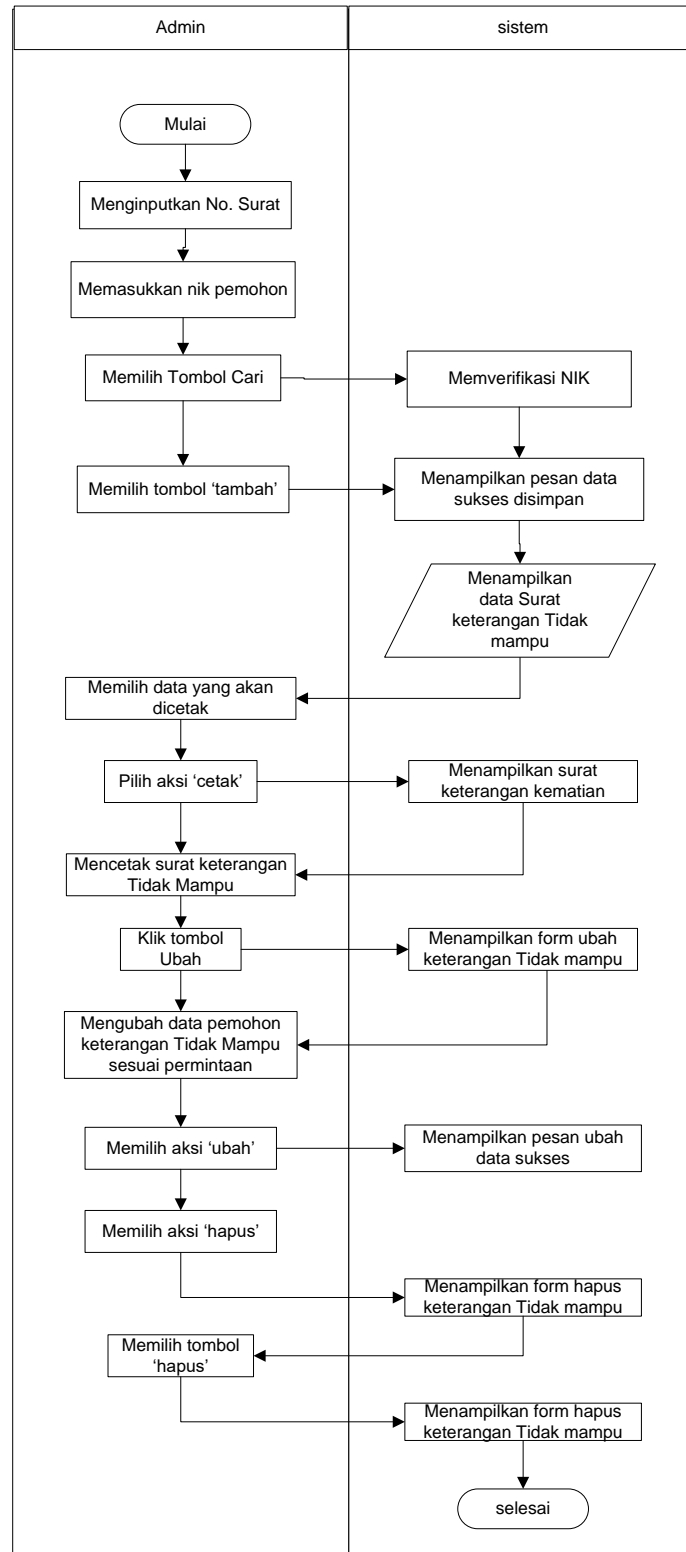 Admin
sistem
Mulai
Menginputkan No. Surat
Memasukkan nik pemohon
Memilih Tombol Cari
Memverifikasi NIK
Memilih tombol ‘tambah’
Menampilkan pesan data
sukses disimpan
Menampilkan
data Surat
keterangan Tidak
mampu
Memilih data yang akan
dicetak
Pilih aksi ‘cetak’
Menampilkan surat
keterangan kematian
Mencetak surat keterangan
Tidak Mampu
Klik tombol
Ubah
Menampilkan form ubah
keterangan Tidak mampu
Mengubah data pemohon
keterangan Tidak Mampu
sesuai permintaan
Memilih aksi ‘ubah’
Menampilkan pesan ubah
data sukses
Memilih aksi ‘hapus’
Menampilkan form hapus
keterangan Tidak mampu
Memilih tombol
‘hapus’
Menampilkan form hapus
keterangan Tidak mampu
selesai